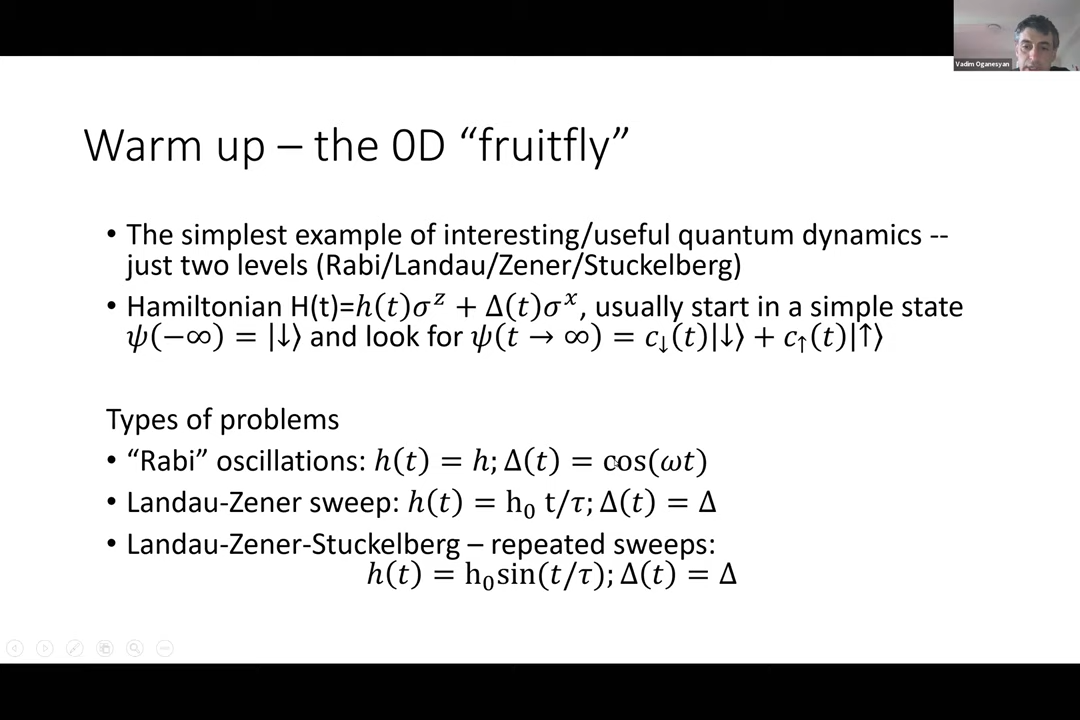 Vadim Oganesyan
Warm up – the 0D “fruitfly”
• The simplest example of interesting/useful quantum dynamics --
just two levels (Rabi/Landau/Zener/Stuckelberg)
• Hamiltonian H(t)=ℎ(𝑡)𝜎ᶻ + Δ(𝑡)𝜎ˣ, usually start in a simple state
ψ(−∞) = |↓⟩ and look for ψ(𝑡 → ∞) = 𝑐↓(𝑡)|↓⟩ + 𝑐↑(𝑡)|↑⟩
Types of problems
• “Rabi” oscillations: ℎ(𝑡) = ℎ; Δ(𝑡) = cos(𝜔𝑡)
• Landau-Zener sweep: ℎ(𝑡) = h₀ t/𝜏; Δ(𝑡) = Δ
• Landau-Zener-Stuckelberg – repeated sweeps:
ℎ(𝑡) = h₀sin(𝑡/𝜏); Δ(𝑡) = Δ